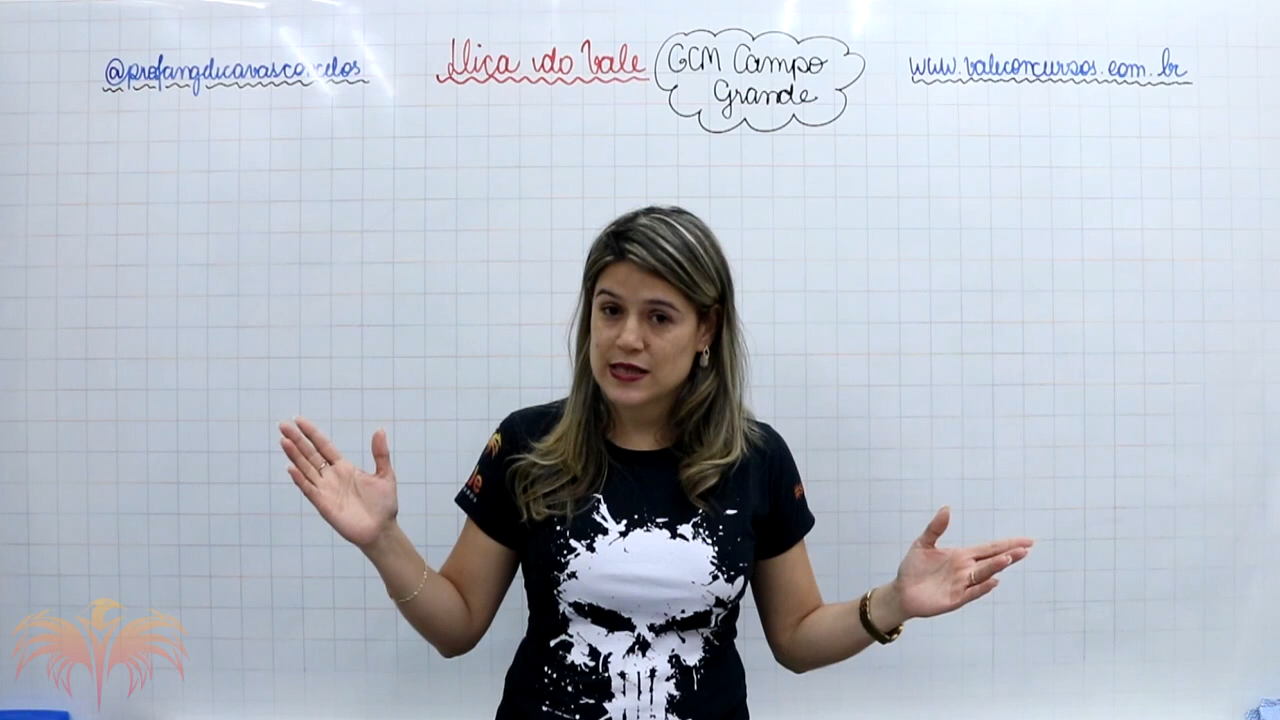 @profangelicavasconcelos
Dica do Vale
GCM Campo
Grande
www.valeconcursos.com.br